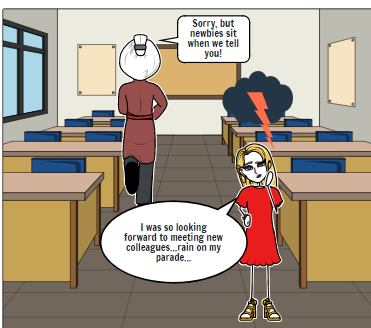 Sorry, but
newbies sit
when we tell
you!
I was so looking
forward to meeting new
colleagues...rain on my
parade...